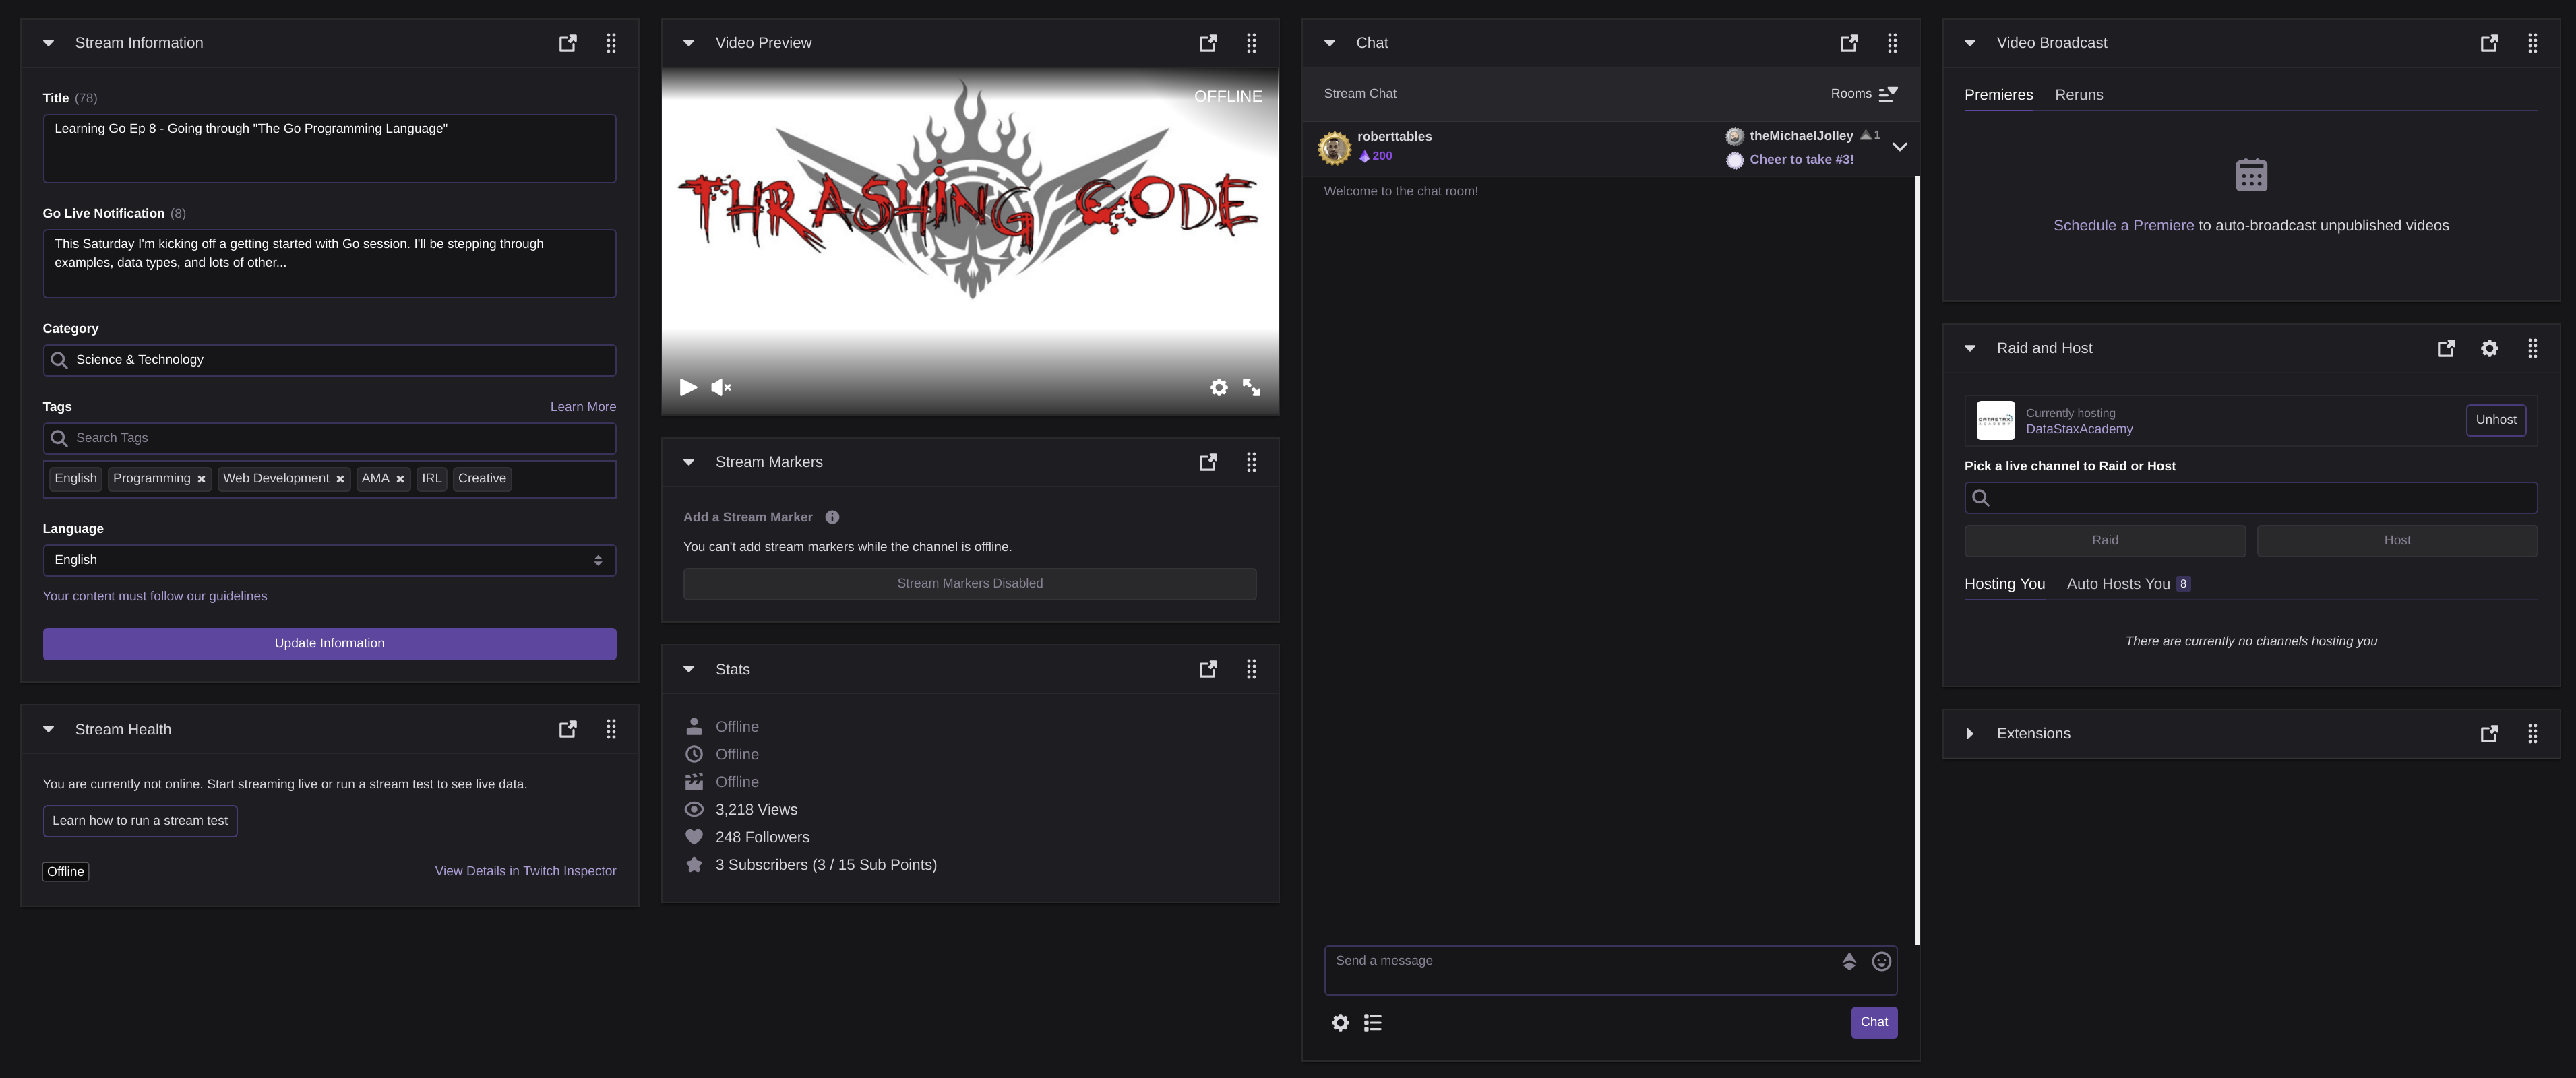 Stream Information
Title (78)
Learning Go Ep 8 - Going through "The Go Programming Language"
Go Live Notification (8)
This Saturday I'm kicking off a getting started with Go session. I'll be stepping through
examples, data types, and lots of other...
Category
Science & Technology
Tags
Learn More
Search Tags
English Programming Web Development AMA IRL Creative
Language
English
Your content must follow our guidelines
Update Information
Stream Health
You are currently not online. Start streaming live or run a stream test to see live data.
Learn how to run a stream test
Offline
View Details in Twitch Inspector
Video Preview
OFFLINE
THRASHING CODE
Stream Markers
Add a Stream Marker
You can't add stream markers while the channel is offline.
Stream Markers Disabled
Stats
Offline
Offline
Offline
3,218 Views
248 Followers
3 Subscribers (3 / 15 Sub Points)
Chat
Stream Chat
Rooms
roberttables
200
theMichaelJolley 1
Cheer to take #3!
Welcome to the chat room!
Send a message
Chat
Video Broadcast
Premieres Reruns
Schedule a Premiere to auto-broadcast unpublished videos
Raid and Host
DATASTAX
ACADEMY
Currently hosting
DataStaxAcademy
Unhost
Pick a live channel to Raid or Host
Raid
Host
Hosting You Auto Hosts You 8
There are currently no channels hosting you
Extensions